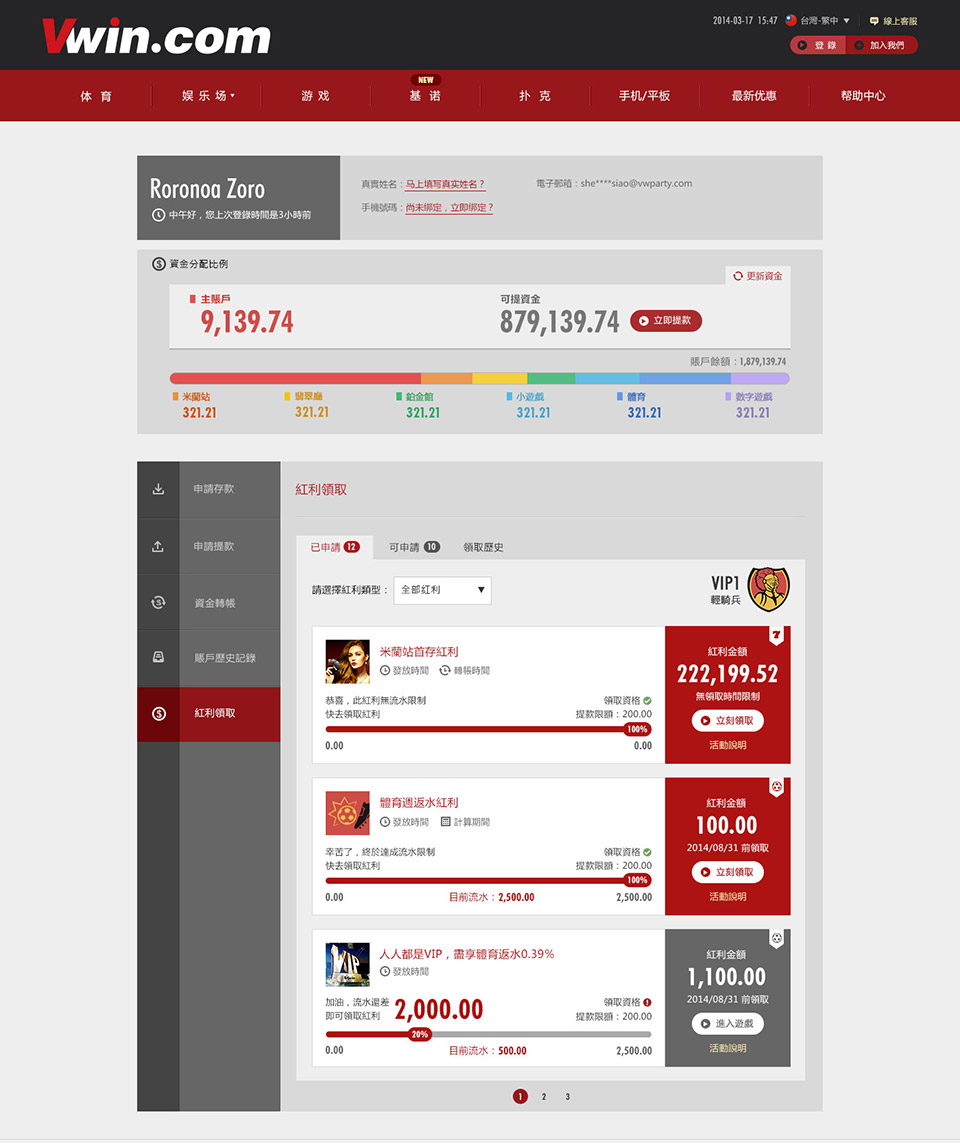 Vwin.com
2014-03-17 15:47 台灣-繁中 ▼ 線上客服
登 錄 加入我們
NEW
体 育 娱 乐 场 ▾ 游 戏 基 诺 扑 克 手机/平板 最新优惠 帮助中心
Roronoa Zoro
中午好，您上次登錄時間是3小時前
真實姓名：马上填写真实姓名？ 電子郵箱：she****siao@vwparty.com
手機號碼：尚未绑定，立即绑定？
$ 資金分配比例
更新資金
主賬戶 可提資金
9,139.74 879,139.74 立即提款
賬戶餘額：1,879,139.74
米蘭站 翡翠廳 鉑金館 小遊戲 體育 數字遊戲
321.21 321.21 321.21 321.21 321.21 321.21
申請存款
申請提款
資金轉帳
賬戶歷史記錄
紅利領取
紅利領取
已申請 12 可申請 10 領取歷史
請選擇紅利類型： 全部紅利 ▼
VIP1
輕騎兵
米蘭站首存紅利
發放時間 轉帳時間
恭喜，此紅利無流水限制
快去領取紅利
領取資格
提款限額：200.00
100%
0.00 0.00
7
紅利金額
222,199.52
無領取時間限制
立刻領取
活動說明
體育週返水紅利
發放時間 計算期間
幸苦了，終於達成流水限制
快去領取紅利
領取資格
提款限額：200.00
100%
0.00 目前流水：2,500.00 2,500.00
紅利金額
100.00
2014/08/31 前領取
立刻領取
活動說明
VIP
人人都是VIP，盡享體育返水0.39%
發放時間
加油，流水還差
即可領取紅利
2,000.00
領取資格
提款限額：200.00
20%
0.00 目前流水：500.00 2,500.00
紅利金額
1,100.00
2014/08/31 前領取
進入遊戲
活動說明
1 2 3